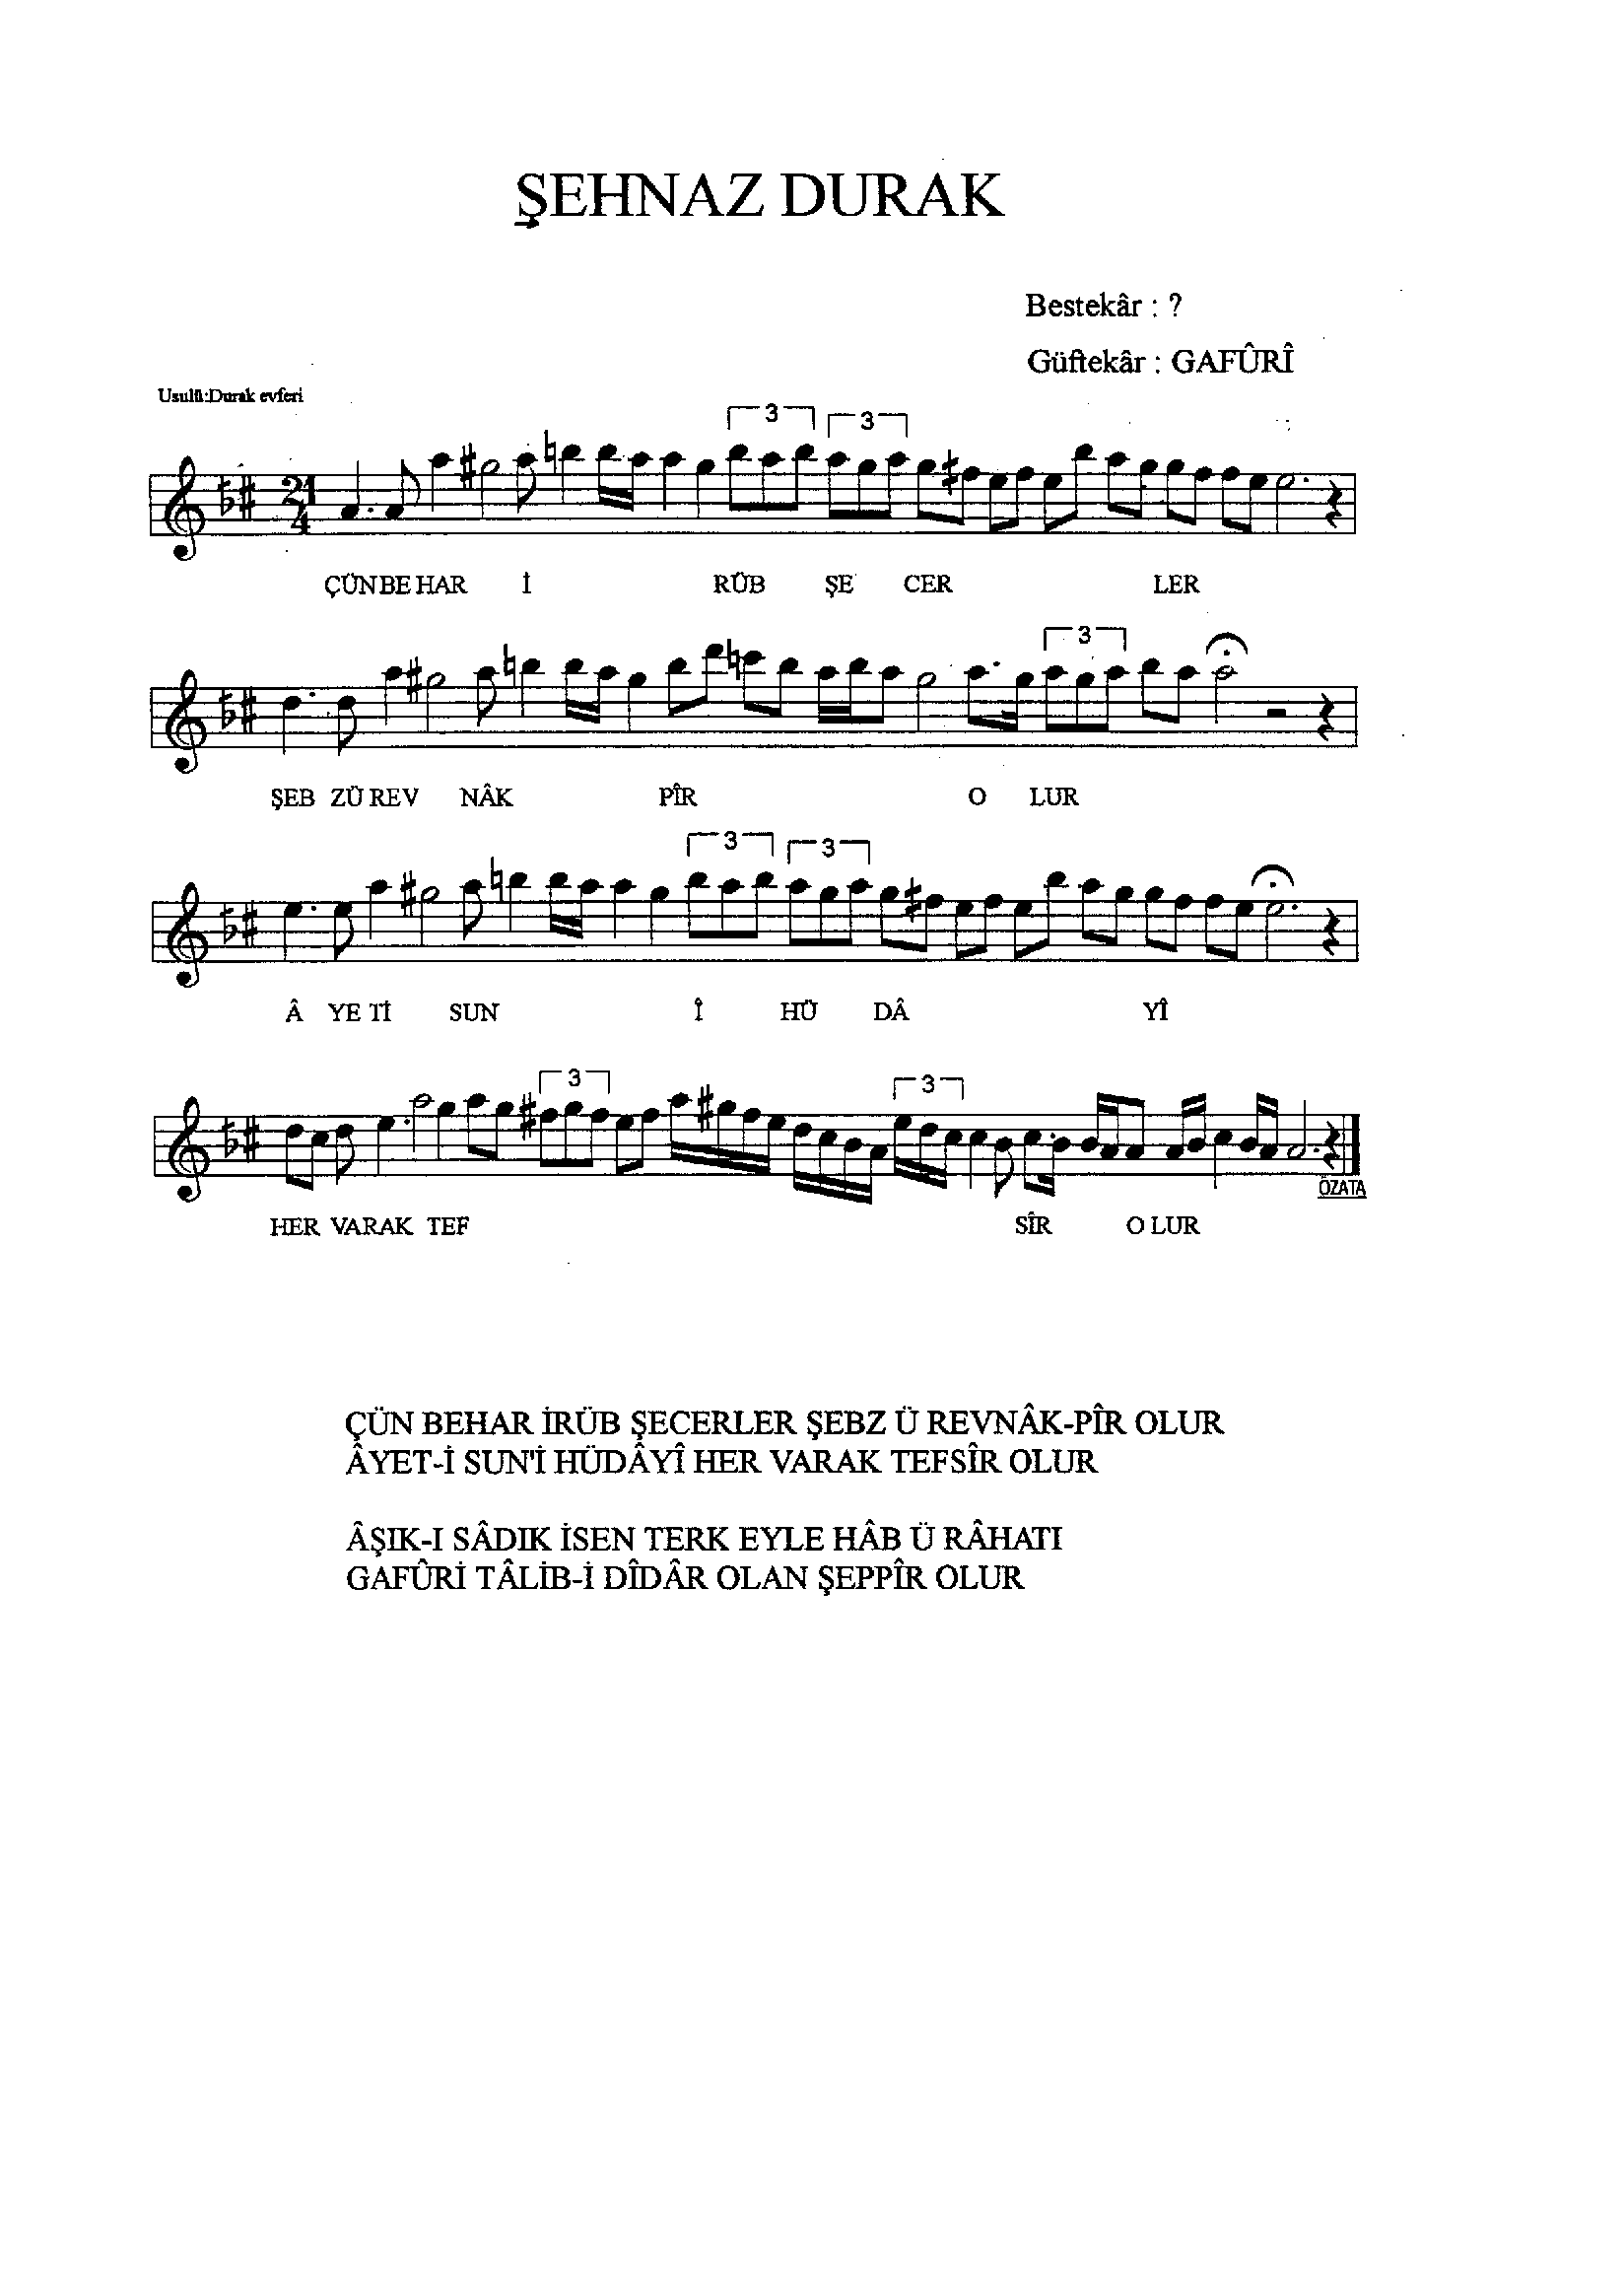 ŞEHNAZ DURAK
Bestekâr : ?
Güftekâr : GAFÛRÎ
Usulü:Durak evferi
3 3
21
4
ÇÜN BE HAR İ RÜB ŞE CER LER
3
ŞEB ZÜ REV NÂK PÎR O LUR
3 3
Â YE Tİ SUN Î HÜ DÂ YÎ
3 3
ÖZATA
HER VARAK TEF SÎR O LUR
ÇÜN BEHAR İRÜB ŞECERLER ŞEBZ Ü REVNÂK-PÎR OLUR
ÂYET-İ SUN'İ HÜDÂYÎ HER VARAK TEFSÎR OLUR
ÂŞIK-I SÂDIK İSEN TERK EYLE HÂB Ü RÂHATI
GAFÛRİ TÂLİB-İ DÎDÂR OLAN ŞEPPÎR OLUR